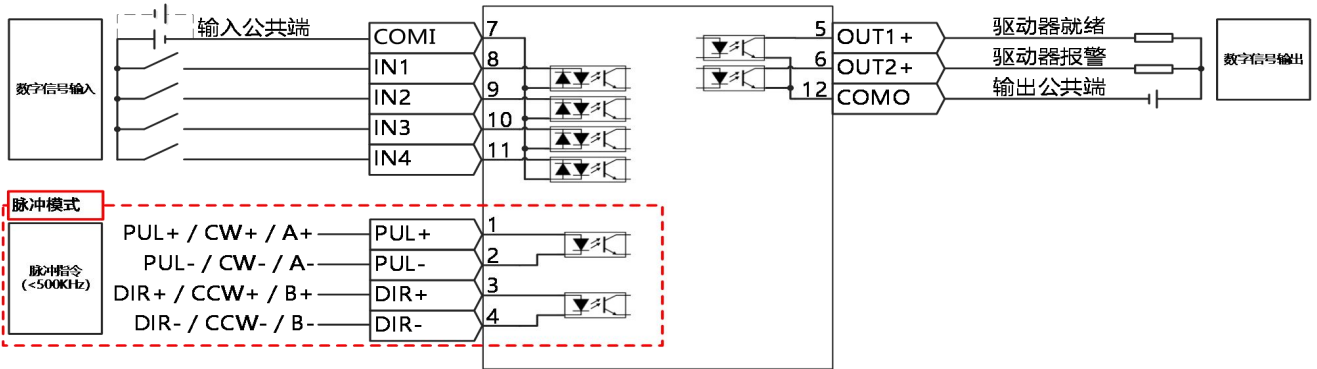 数字信号输入
输入公共端
COMI
7
IN1
8
IN2
9
IN3
10
IN4
11
5
OUT1+
驱动器就绪
6
OUT2+
驱动器报警
12
COMO
输出公共端
数字信号输出
脉冲模式
脉冲指令
(<500KHz)
PUL+ / CW+ / A+
PUL+
1
PUL- / CW- / A-
PUL-
2
DIR+ / CCW+ / B+
DIR+
3
DIR- / CCW- / B-
DIR-
4